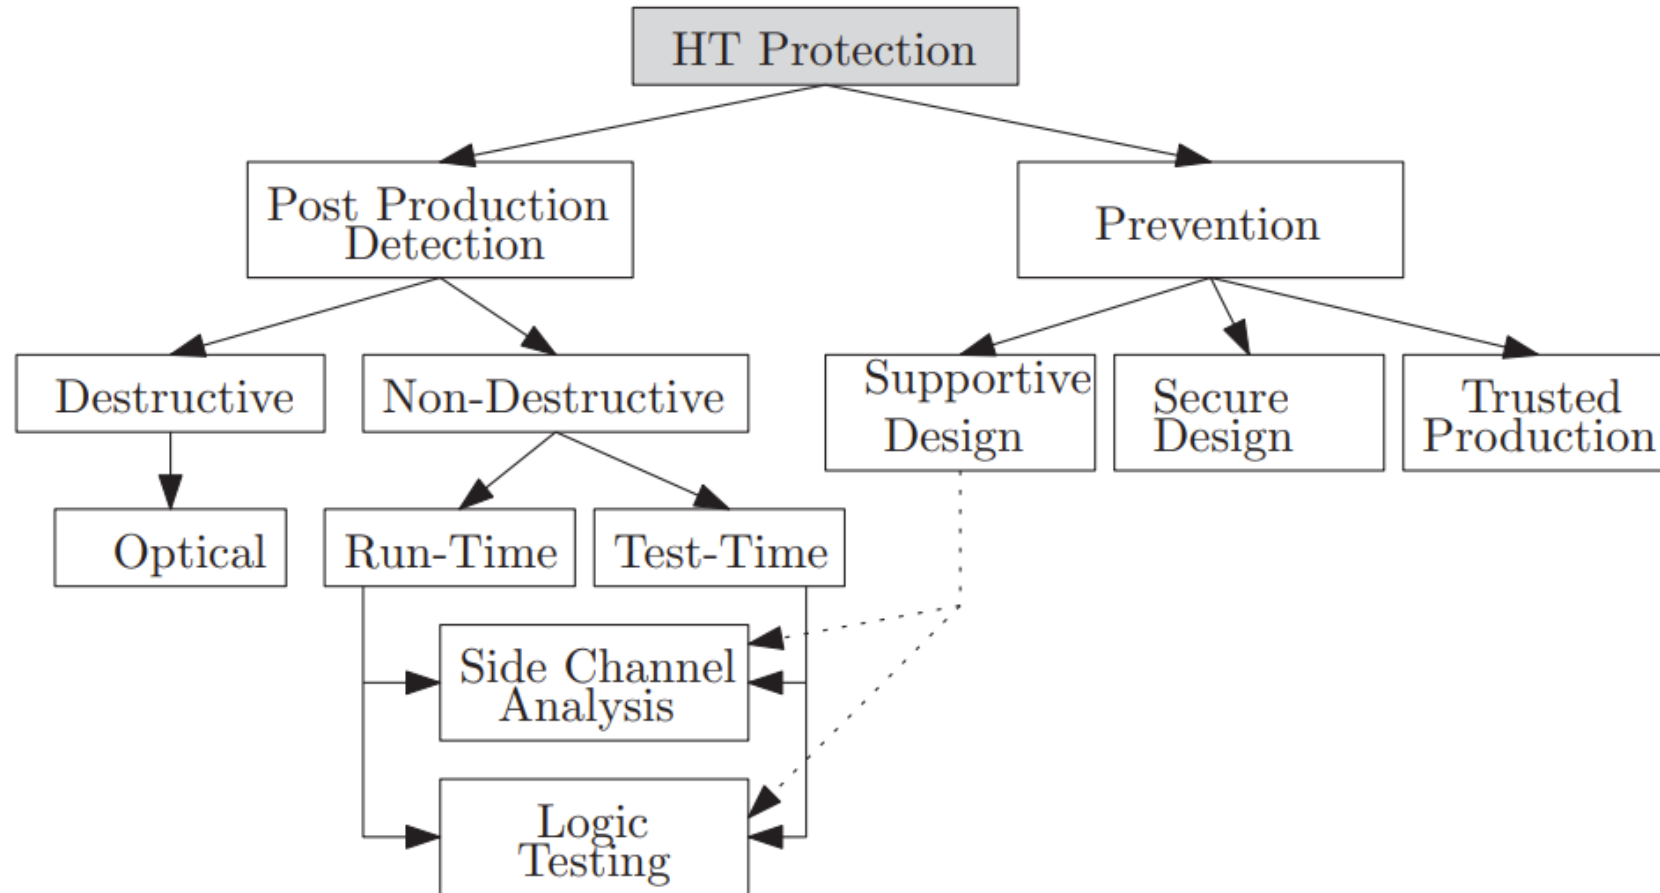 HT Protection
Post Production
Detection
Prevention
Destructive
Non-Destructive
Supportive
Design
Secure
Design
Trusted
Production
Optical
Run-Time
Test-Time
Side Channel
Analysis
Logic
Testing